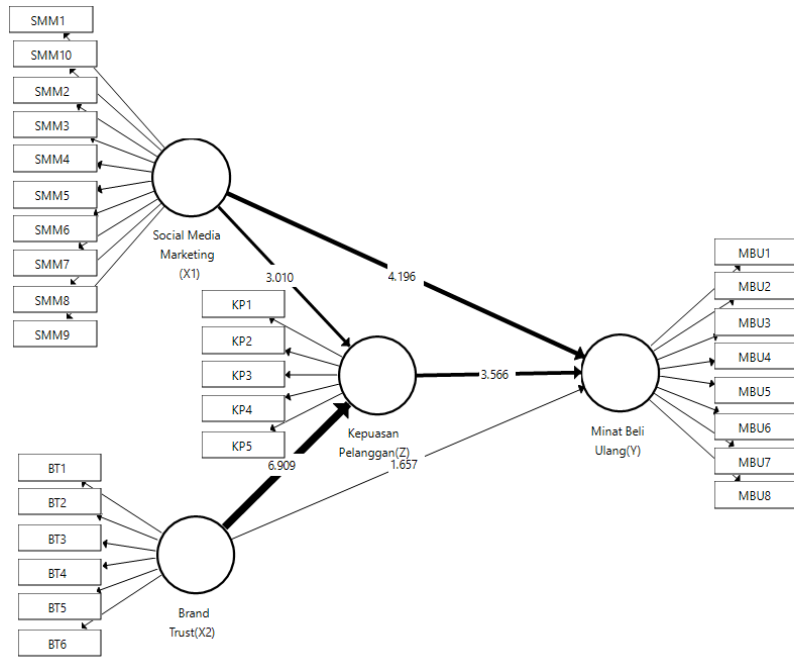 SMM1
SMM10
SMM2
SMM3
SMM4
SMM5
SMM6
SMM7
SMM8
SMM9
Social Media
Marketing
(X1)
3.010
4.196
KP1
KP2
KP3
KP4
KP5
Kepuasan
Pelanggan(Z)
3.566
6.909
1.657
MBU1
MBU2
MBU3
MBU4
MBU5
MBU6
MBU7
MBU8
Minat Beli
Ulang(Y)
BT1
BT2
BT3
BT4
BT5
BT6
Brand
Trust(X2)